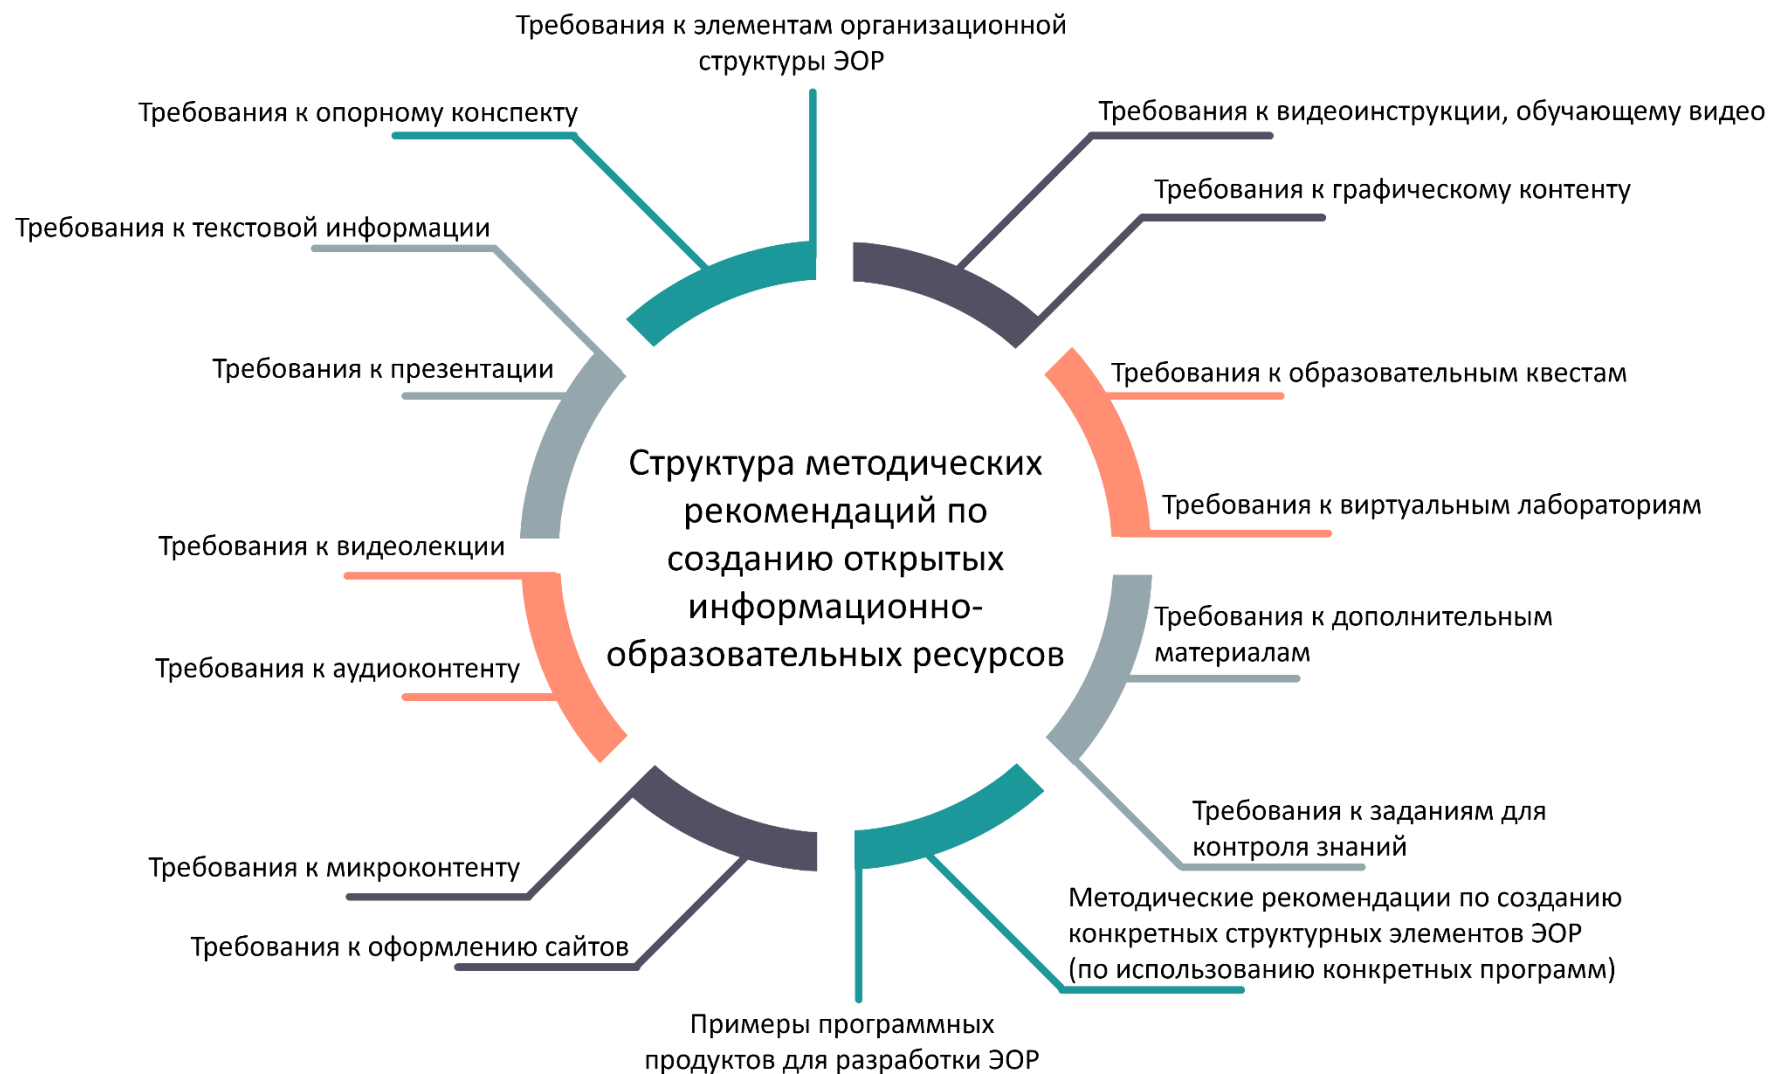 Требования к элементам организационной
структуры ЭОР
Требования к опорному конспекту
Требования к видеоинструкции, обучающему видео
Требования к графическому контенту
Требования к текстовой информации
Требования к презентации
Требования к образовательным квестам
Структура методических
рекомендаций по
созданию открытых
информационно-
образовательных ресурсов
Требования к виртуальным лабораториям
Требования к видеолекции
Требования к дополнительным
материалам
Требования к аудиоконтенту
Требования к заданиям для
контроля знаний
Требования к микроконтенту
Методические рекомендации по созданию
конкретных структурных элементов ЭОР
(по использованию конкретных программ)
Требования к оформлению сайтов
Примеры программных
продуктов для разработки ЭОР